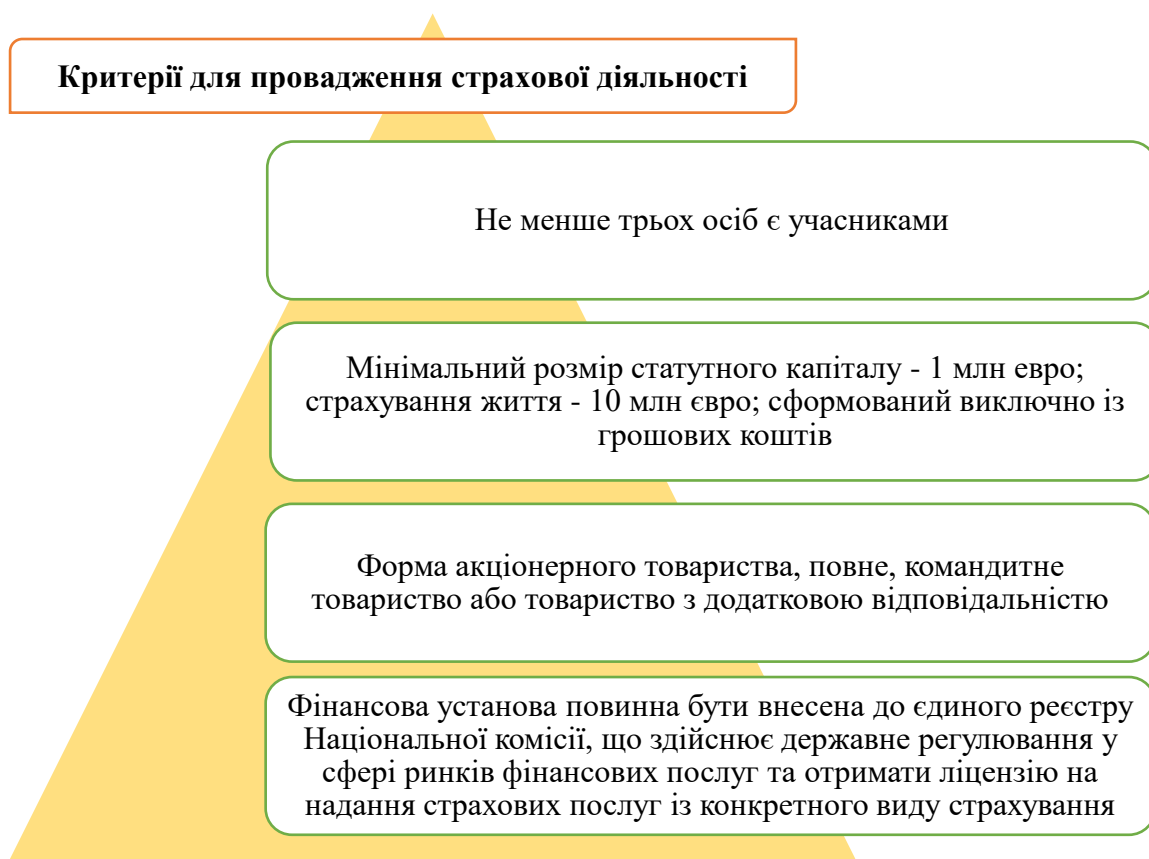 Критерії для провадження страхової діяльності
Не менше трьох осіб є учасниками
Мінімальний розмір статутного капіталу - 1 млн евро;
страхування життя - 10 млн євро; сформований виключно із
грошових коштів
Форма акціонерного товариства, повне, командитне
товариство або товариство з додатковою відповідальністю
Фінансова установа повинна бути внесена до єдиного реєстру
Національної комісії, що здійснює державне регулювання у
сфері ринків фінансових послуг та отримати ліцензію на
надання страхових послуг із конкретного виду страхування